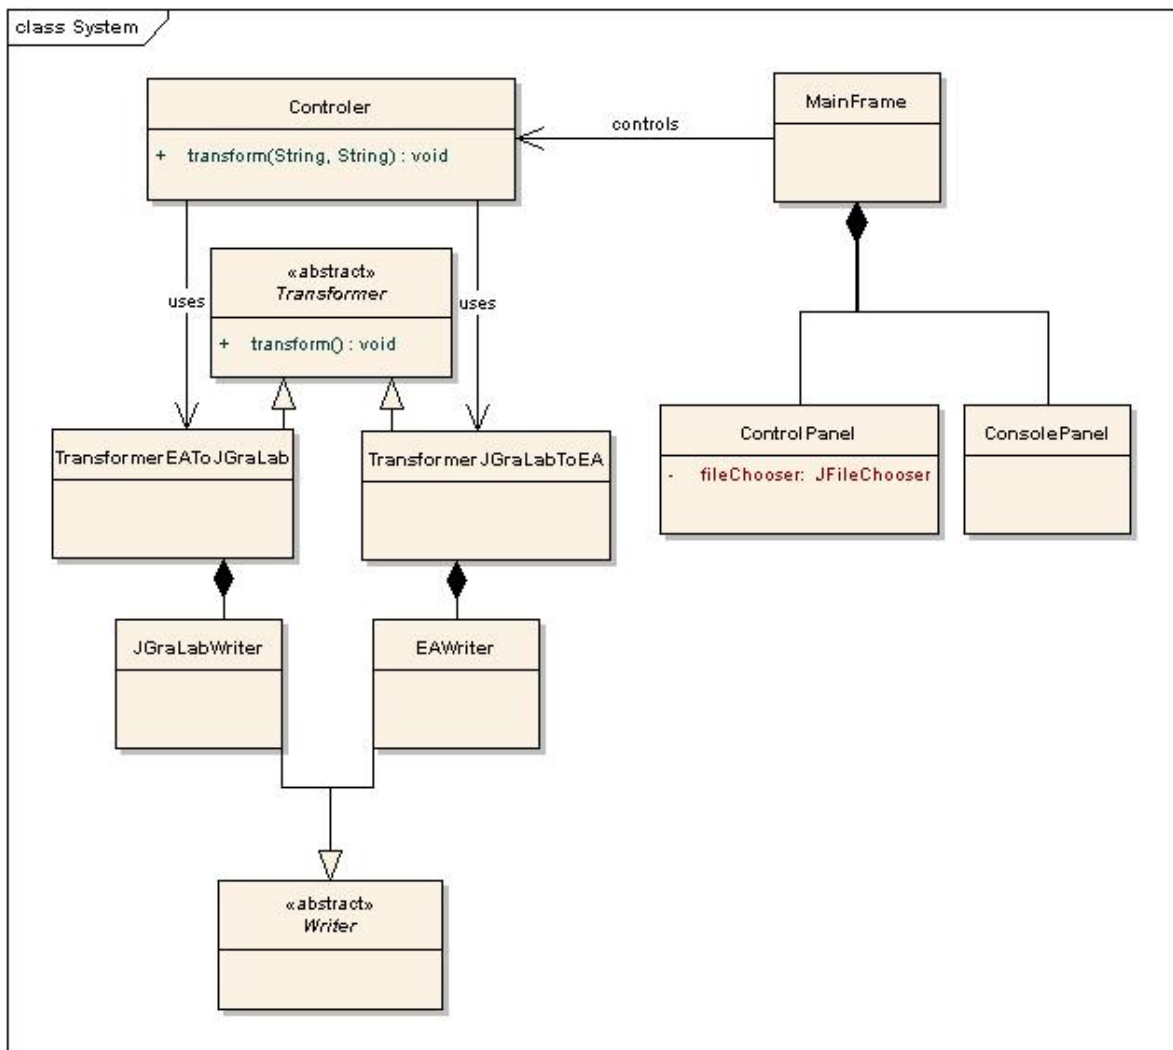 class System
Controler
+ transform(String, String) : void
MainFrame
controls
«abstract»
Transformer
+ transform() : void
uses
uses
TransformerEAToJGraLab
TransformerJGraLabToEA
ControlPanel
- fileChooser: JFileChooser
ConsolePanel
JGraLabWriter
EAWriter
«abstract»
Writer